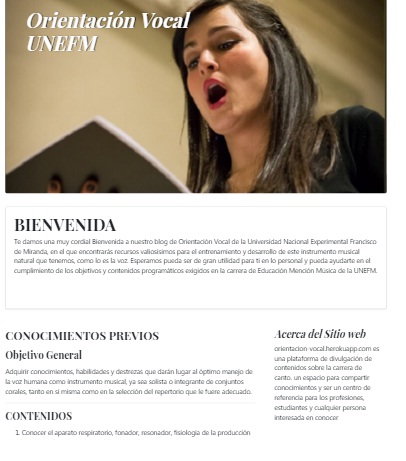 Orientación Vocal
UNEFM
BIENVENIDA
Te damos una muy cordial Bienvenida a nuestro blog de Orientación Vocal de la Universidad Nacional Experimental Francisco
de Miranda, en el que encontrarás recursos valiosísimos para el entrenamiento y desarrollo de este instrumento musical
natural que tenemos, como lo es la voz. Esperamos pueda ser de gran utilidad para ti en lo personal y pueda ayudarte en el
cumplimiento de los objetivos y contenidos programáticos exigidos en la carrera de Educación Mención Música de la UNEFM.
CONOCIMIENTOS PREVIOS
Objetivo General
Adquirir conocimientos, habilidades y destrezas que darán lugar al óptimo manejo de
la voz humana como instrumento musical, ya sea solista o integrante de conjuntos
corales, tanto en si misma como en la selección del repertorio que le fuere adecuado.
CONTENIDOS
1. Conocer el aparato respiratorio, fonador, resonador, fisiología de la producción
Acerca del Sitio web
orientacion-vocal.herokuapp.com es
una plataforma de divulgación de
contenidos sobre la carrera de
canto. un espacio para compartir
conocimientos y ser un centro de
referencia para los profesiones,
estudiantes y cualquier persona
interesada en conocer